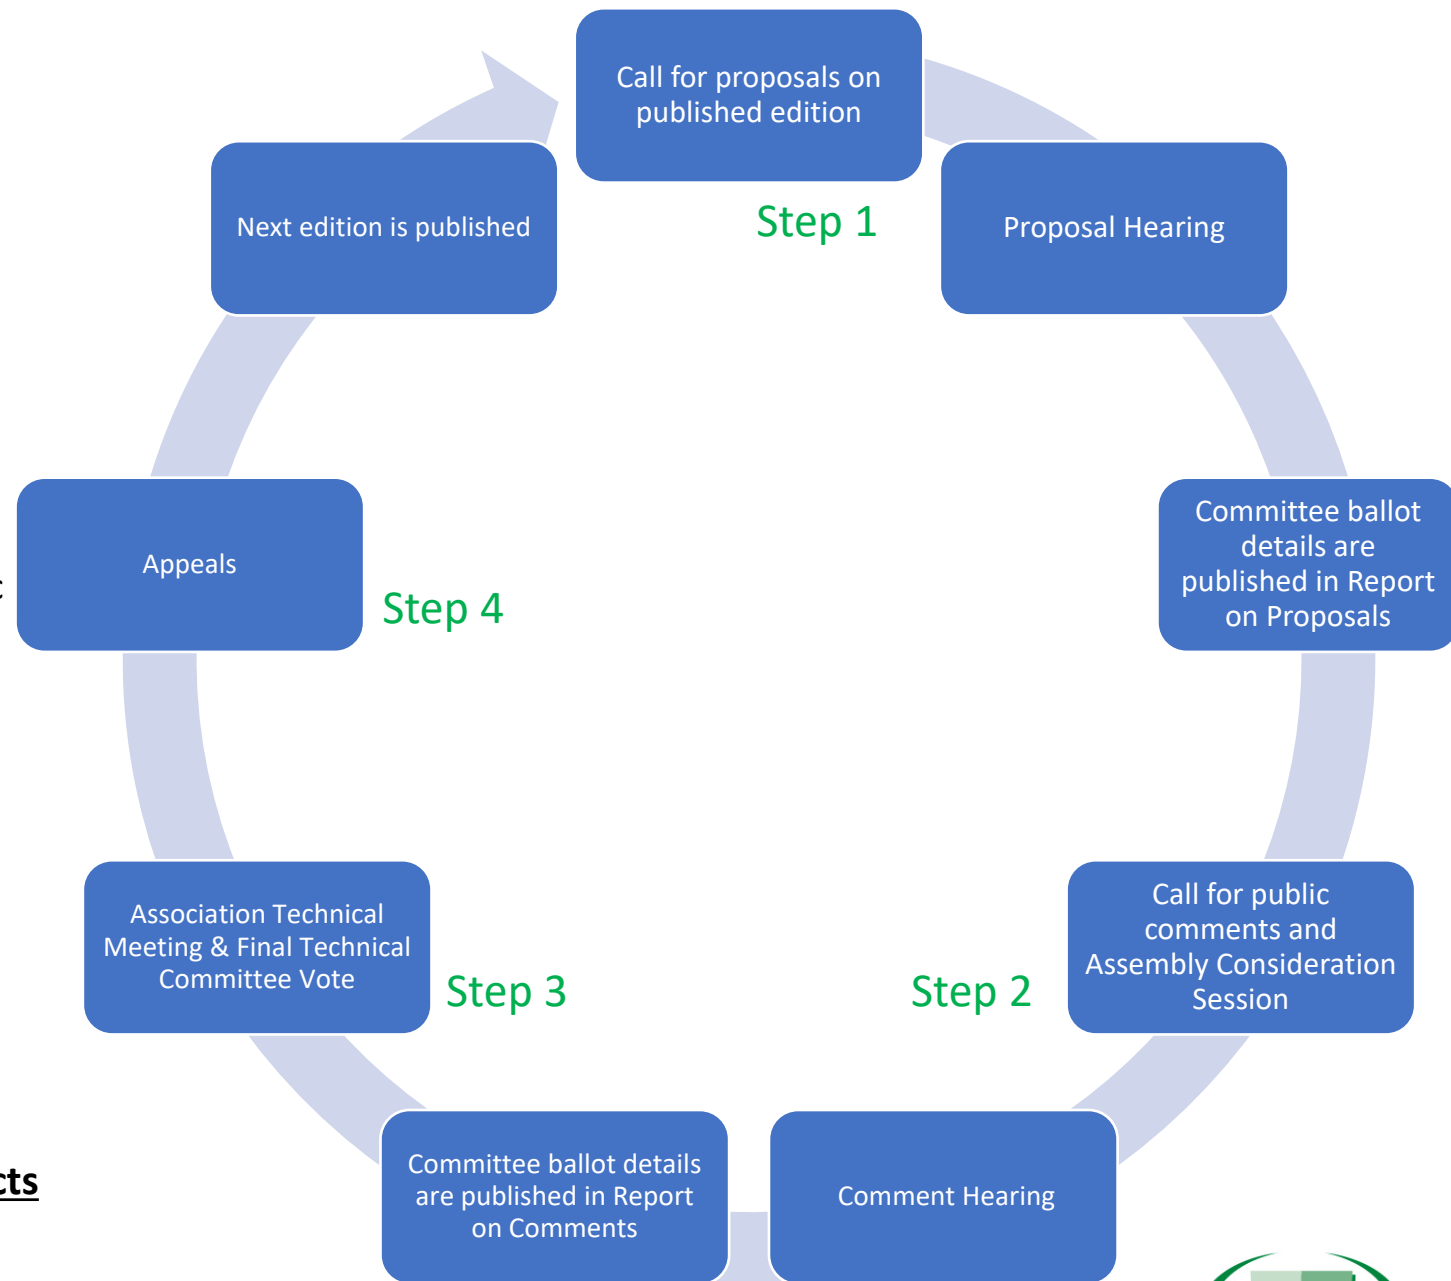 Call for proposals on
published edition
Step 1
Proposal Hearing
Committee ballot
details are
published in Report
on Proposals
Call for public
comments and
Assembly Consideration
Session
Step 2
Comment Hearing
Committee ballot details
are published in Report
on Comments
Association Technical
Meeting & Final Technical
Committee Vote
Step 3
Appeals
Step 4
Next edition is published
c
cts